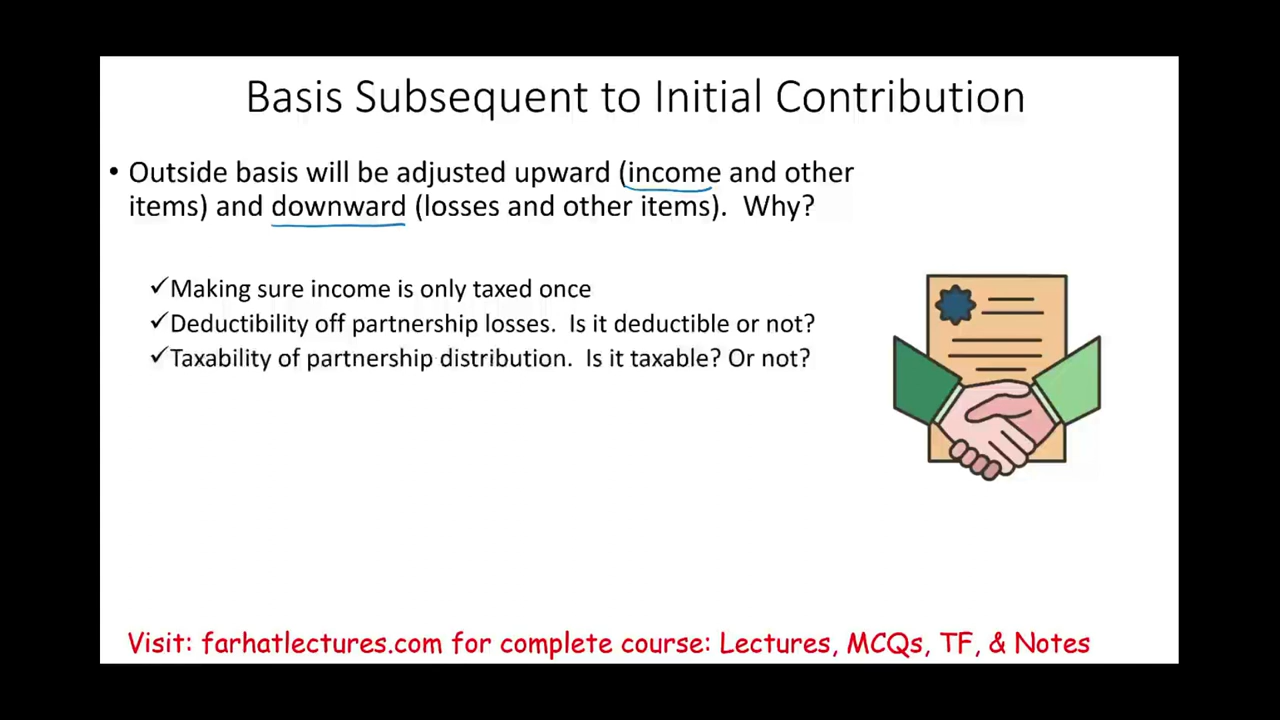 Basis Subsequent to Initial Contribution
• Outside basis will be adjusted upward (income and other
items) and downward (losses and other items).  Why?
✓Making sure income is only taxed once
✓Deductibility off partnership losses.  Is it deductible or not?
✓Taxability of partnership distribution.  Is it taxable? Or not?
Visit: farhatlectures.com for complete course: Lectures, MCQs, TF, & Notes